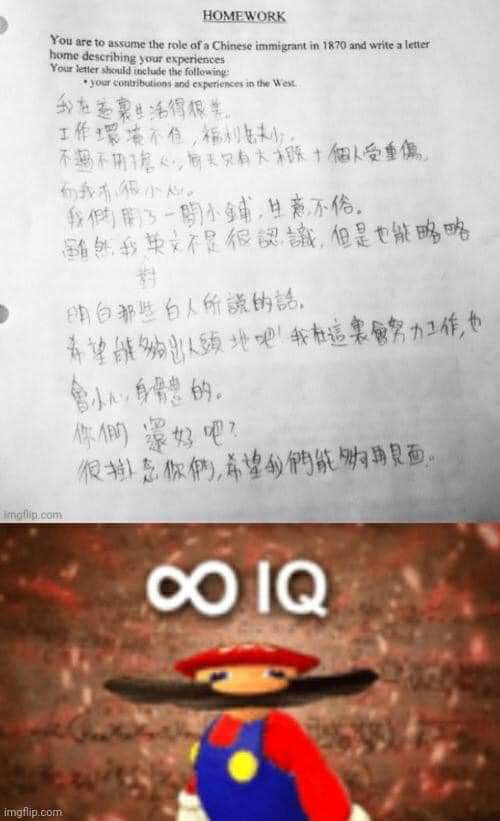 HOMEWORK
You are to assume the role of a Chinese immigrant in 1870 and write a letter
home describing your experiences
Your letter should include the following:
• your contributions and experiences in the West.
我在這裏生活得很苦。
工作環境不佳,福利少。
不過不用擔心,每天只有大概十個人受重傷,
而我亦很小心。
我們開了一間小鋪,生意不俗。
雖然我英文不是很認識,但是也能略略
對
明白那些白人所說的話。
希望能夠出人頭地吧!我在這裏會努力工作,也
會小心身體的。
你們還好吧?
很掛念你們,希望我們能夠再見面。
imgflip.com
∞ IQ
imgflip.com